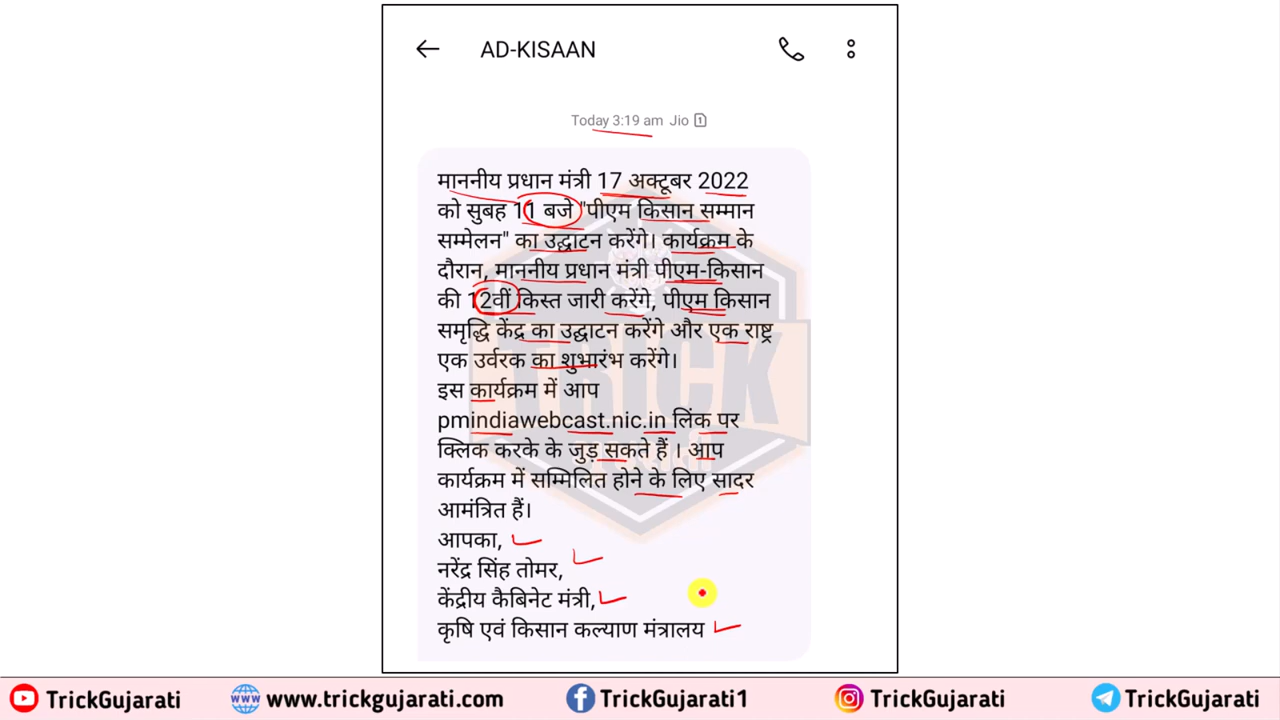 AD-KISAAN
Today 3:19 am Jio 1
माननीय प्रधान मंत्री 17 अक्टूबर 2022
को सुबह 11 बजे "पीएम किसान सम्मान
सम्मेलन" का उद्घाटन करेंगे। कार्यक्रम के
दौरान, माननीय प्रधान मंत्री पीएम-किसान
की 12वीं किस्त जारी करेंगे, पीएम किसान
समृद्धि केंद्र का उद्घाटन करेंगे और एक राष्ट्र
एक उर्वरक का शुभारंभ करेंगे।
इस कार्यक्रम में आप
pmindiawebcast.nic.in लिंक पर
क्लिक करके के जुड़ सकते हैं । आप
कार्यक्रम में सम्मिलित होने के लिए सादर
आमंत्रित हैं।
आपका,
नरेंद्र सिंह तोमर,
केंद्रीय कैबिनेट मंत्री,
कृषि एवं किसान कल्याण मंत्रालय
TRICK
TrickGujarati www.trickgujarati.com TrickGujarati1 TrickGujarati TrickGujarati